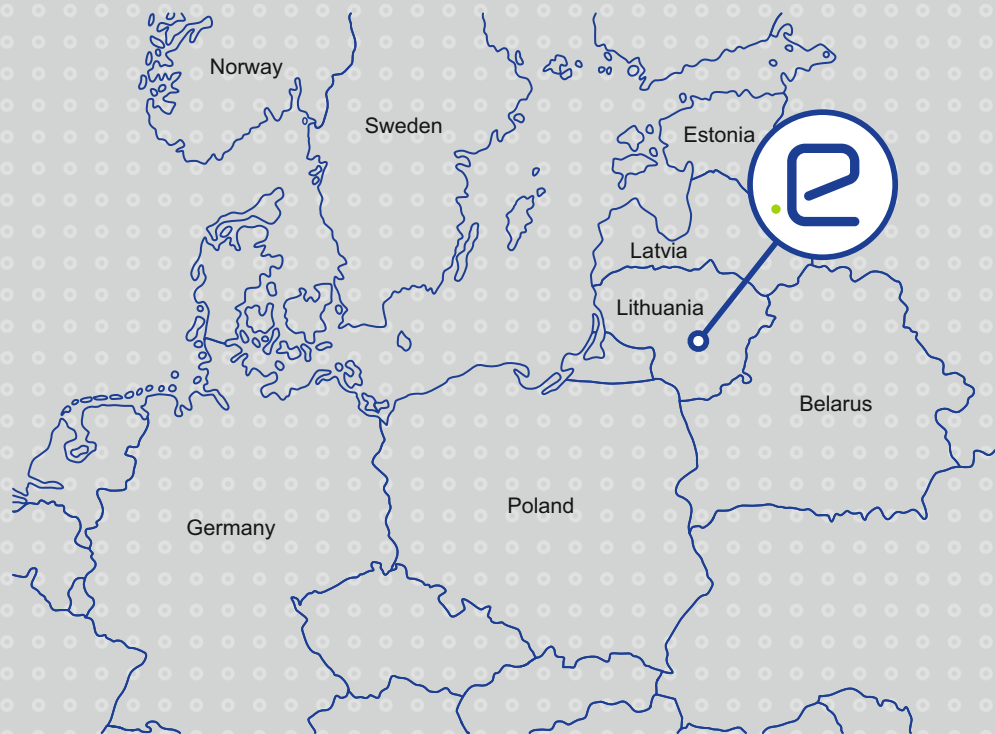 Norway
Sweden
Estonia
e
Latvia
Lithuania
Belarus
Poland
Germany